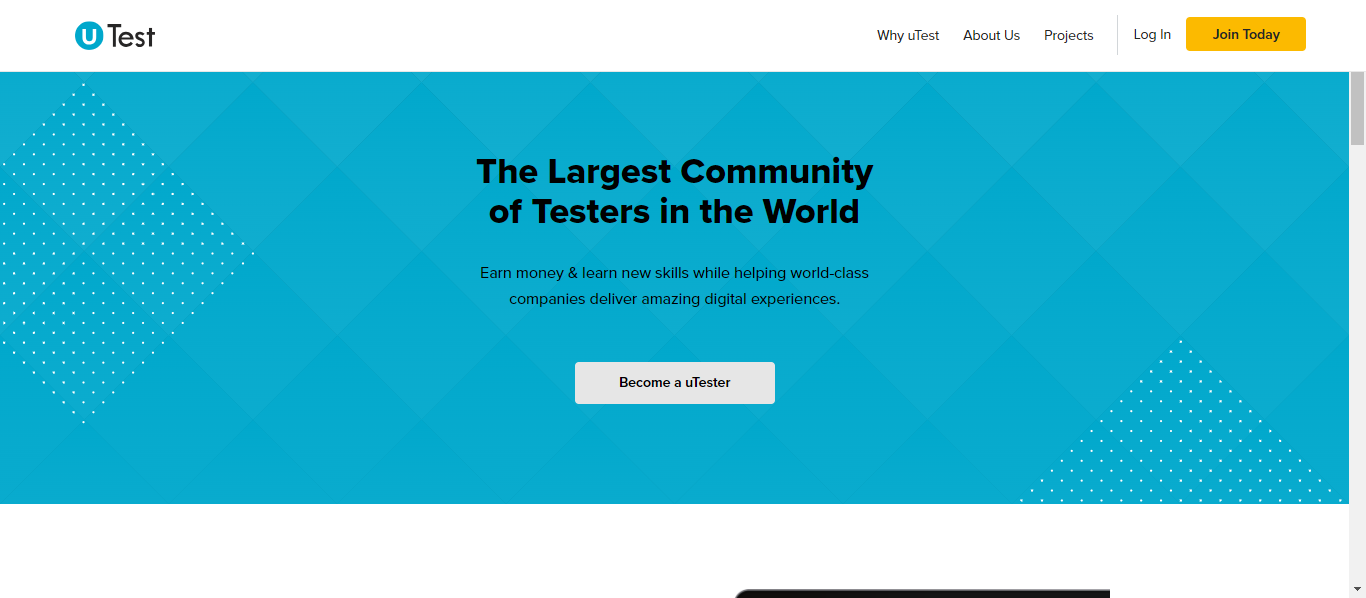 uTest
Why uTest
About Us
Projects
Log In
Join Today
The Largest Community
of Testers in the World
Earn money & learn new skills while helping world-class
companies deliver amazing digital experiences.
Become a uTester